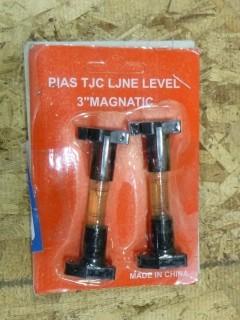 PIAS TJC LJNE LEVEL
3"MAGNATIC
MADE IN CHINA